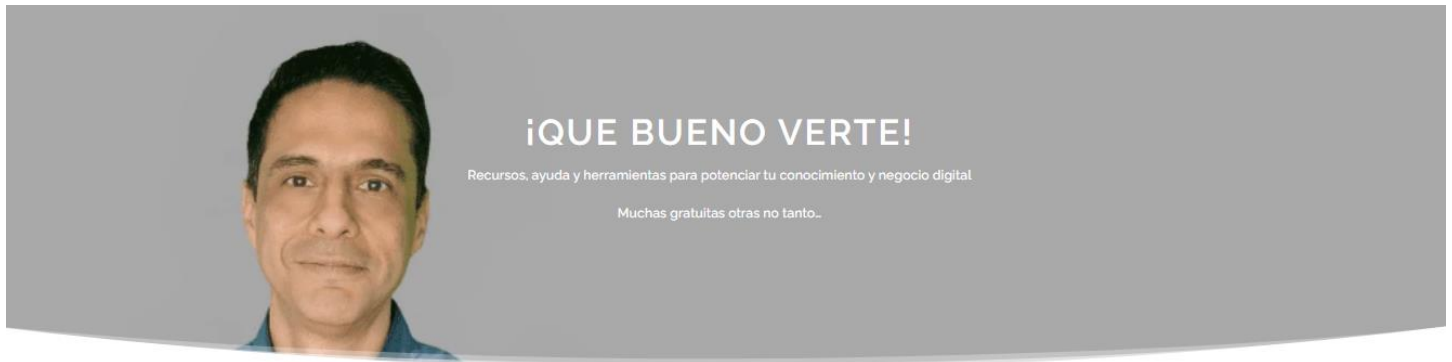 ¡QUE BUENO VERTE!
Recursos, ayuda y herramientas para potenciar tu conocimiento y negocio digital
Muchas gratuitas otras no tanto...